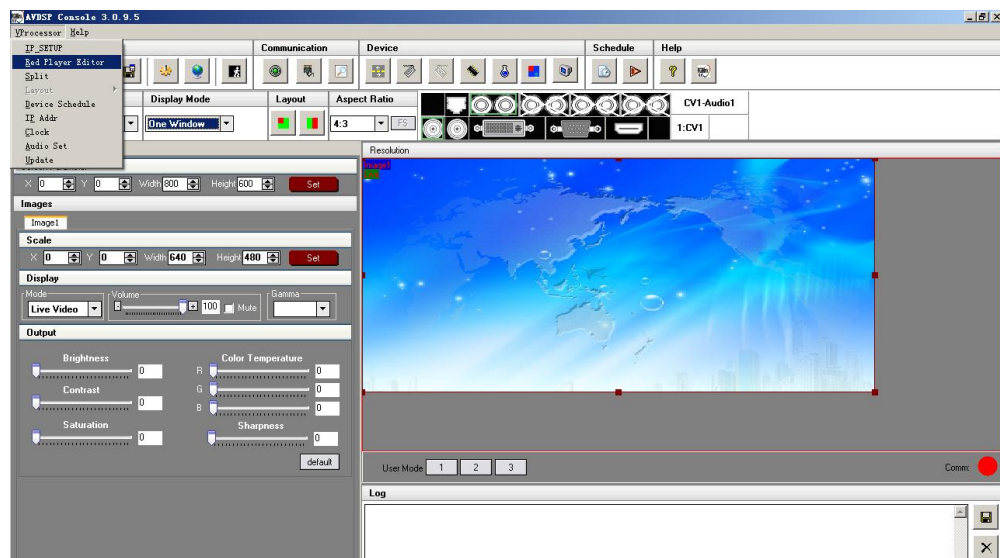 AVDSP Console 3.0.9.5
VProcessor Help
IP_SETUP
Red Player Editor
Split
Layout
Device Schedule
IP Addr
Clock
Audio Set
Update
Communication Device Schedule Help
Display Mode Layout Aspect Ratio
One Window 4:3 FS
CV1-Audio1
1:CV1
Resolution
X 0 Y 0 Width 800 Height 600 Set
Images
Image1
Scale
X 0 Y 0 Width 640 Height 480 Set
Display
Mode Volume Gamma
Live Video - + 100 Mute
Output
Brightness Color Temperature
0 R 0
Contrast G 0
0 B 0
Saturation Sharpness
0 0
default
Image1
User Mode 1 2 3 Comm:
Log